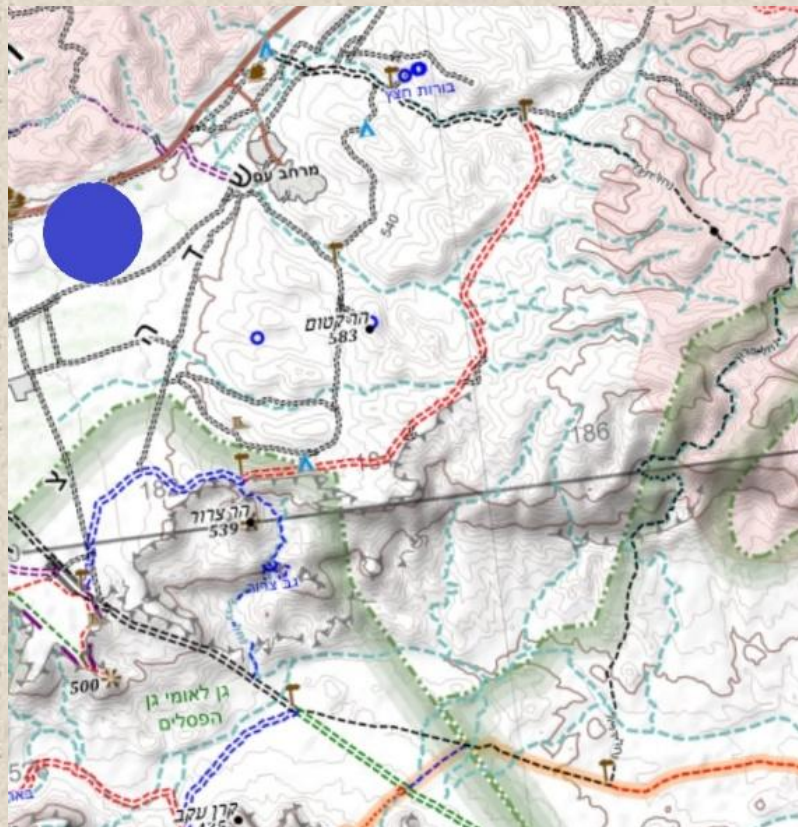 בורות חצץ
מרחב עם
540
הר קטום
583
186
הר צרור
539
גב צרור
500
גן לאומי גן
הפסלים
קרן עקב